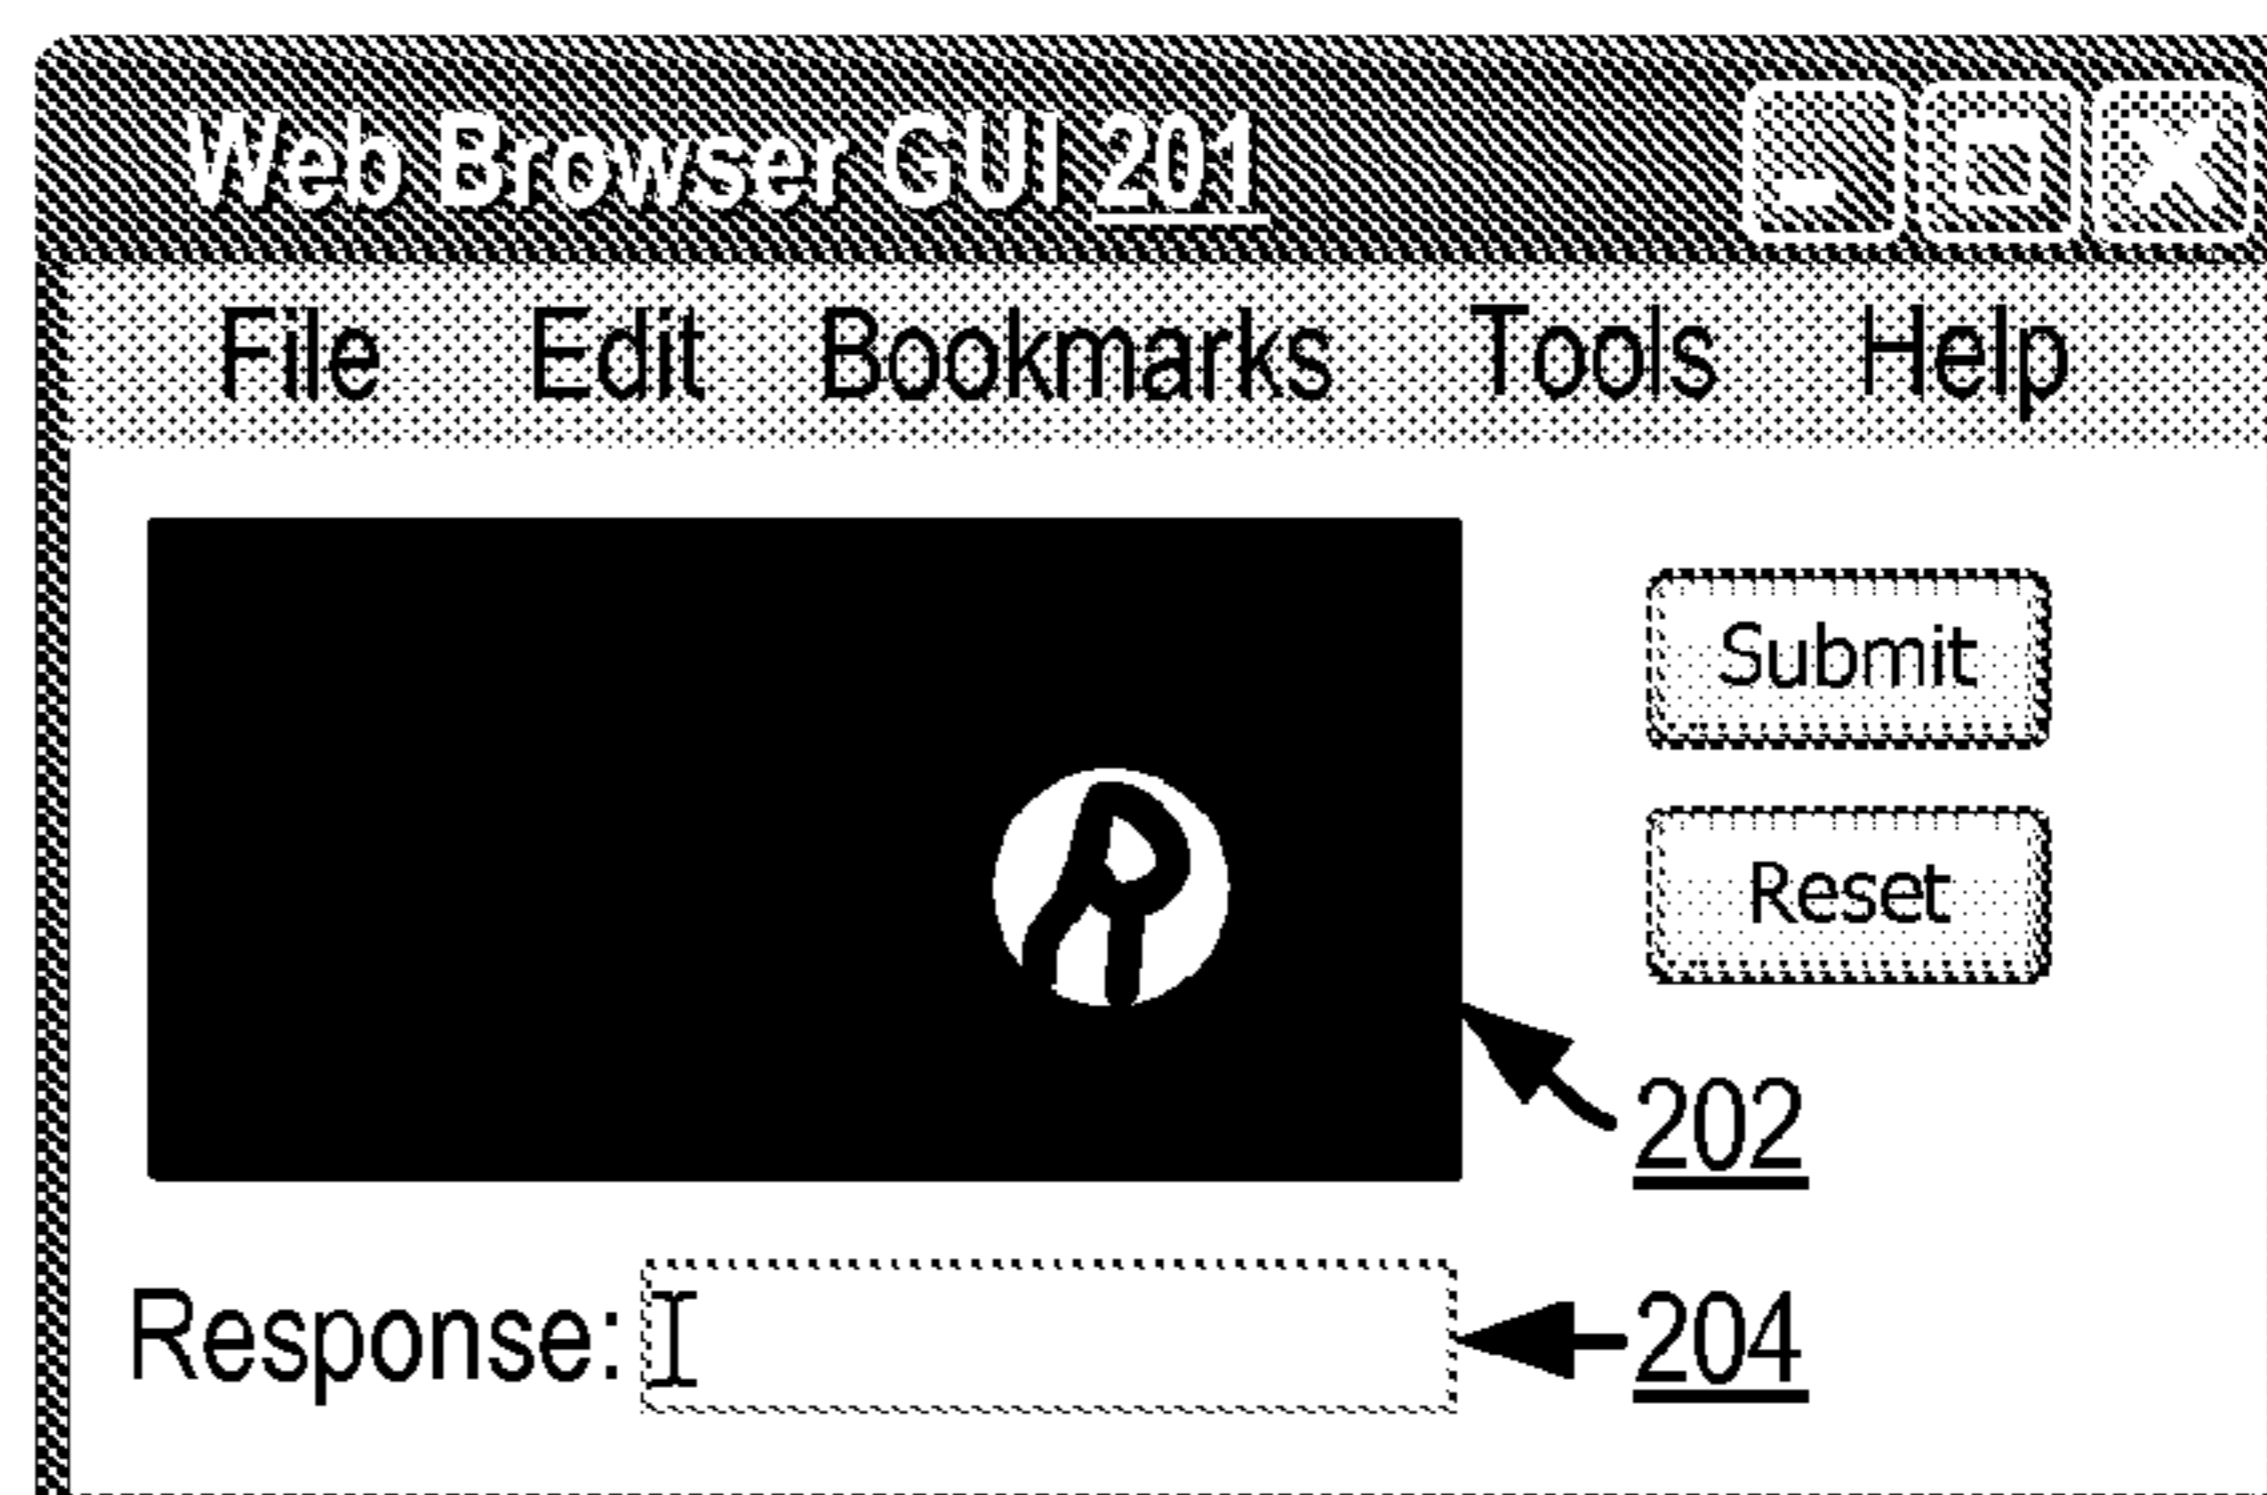 Web Browser GUI 201
File Edit Bookmarks Tools Help
Submit
R
Reset
202
Response: 204